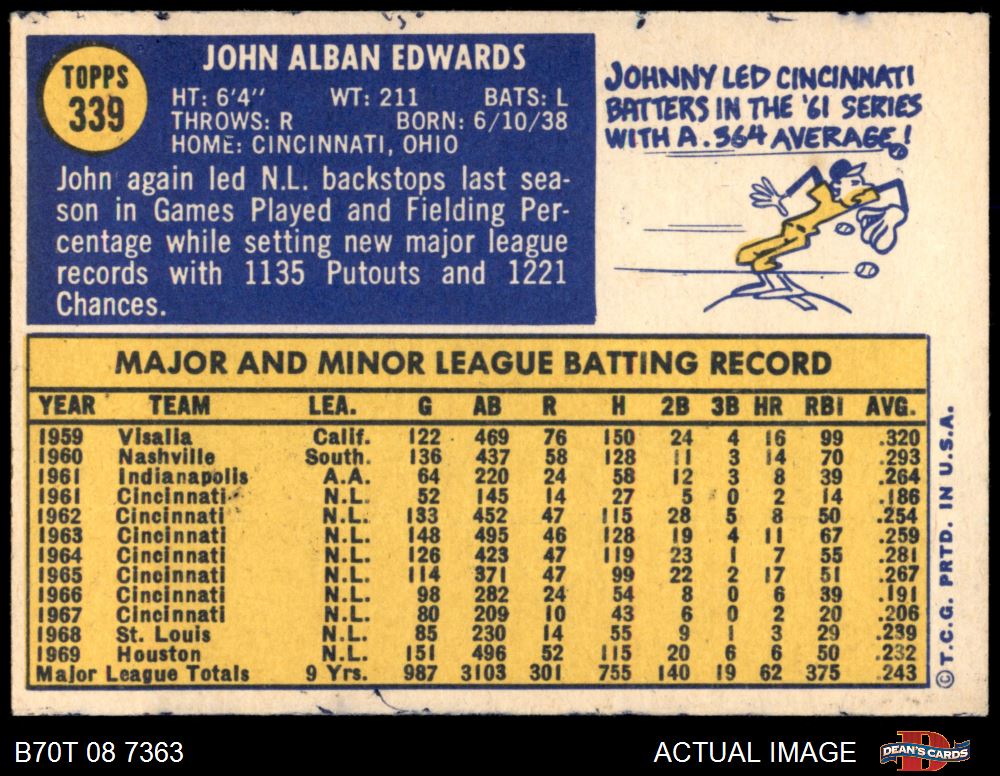 TOPPS
339
JOHN ALBAN EDWARDS
HT: 6'4" WT: 211 BATS: L
THROWS: R BORN: 6/10/38
HOME: CINCINNATI, OHIO
John again led N.L. backstops last sea-
son in Games Played and Fielding Per-
centage while setting new major league
records with 1135 Putouts and 1221
Chances.
JOHNNY LED CINCINNATI
BATTERS IN THE '61 SERIES
WITH A .364 AVERAGE!
MAJOR AND MINOR LEAGUE BATTING RECORD
YEAR TEAM LEA. G AB R H 2B 3B HR RBI AVG.
1959 Visalia Calif. 122 469 76 150 24 4 16 99 .320
1960 Nashville South. 136 437 58 128 11 3 14 70 .293
1961 Indianapolis A.A. 64 220 24 58 12 3 8 39 .264
1961 Cincinnati N.L. 52 145 14 27 5 0 2 14 .186
1962 Cincinnati N.L. 133 452 47 115 28 5 8 50 .254
1963 Cincinnati N.L. 148 495 46 128 19 4 11 67 .259
1964 Cincinnati N.L. 126 423 47 119 23 1 7 55 .281
1965 Cincinnati N.L. 114 371 47 99 22 2 17 51 .267
1966 Cincinnati N.L. 98 282 24 54 8 0 6 39 .191
1967 Cincinnati N.L. 80 209 10 43 6 0 2 20 .206
1968 St. Louis N.L. 85 230 14 55 9 1 3 29 .239
1969 Houston N.L. 151 496 52 115 20 6 6 50 .232
Major League Totals 9 Yrs. 987 3103 301 755 140 19 62 375 .243
©T.C.G. PRTD. IN U.S.A.
B70T 08 7363
ACTUAL IMAGE
DEAN'S CARDS